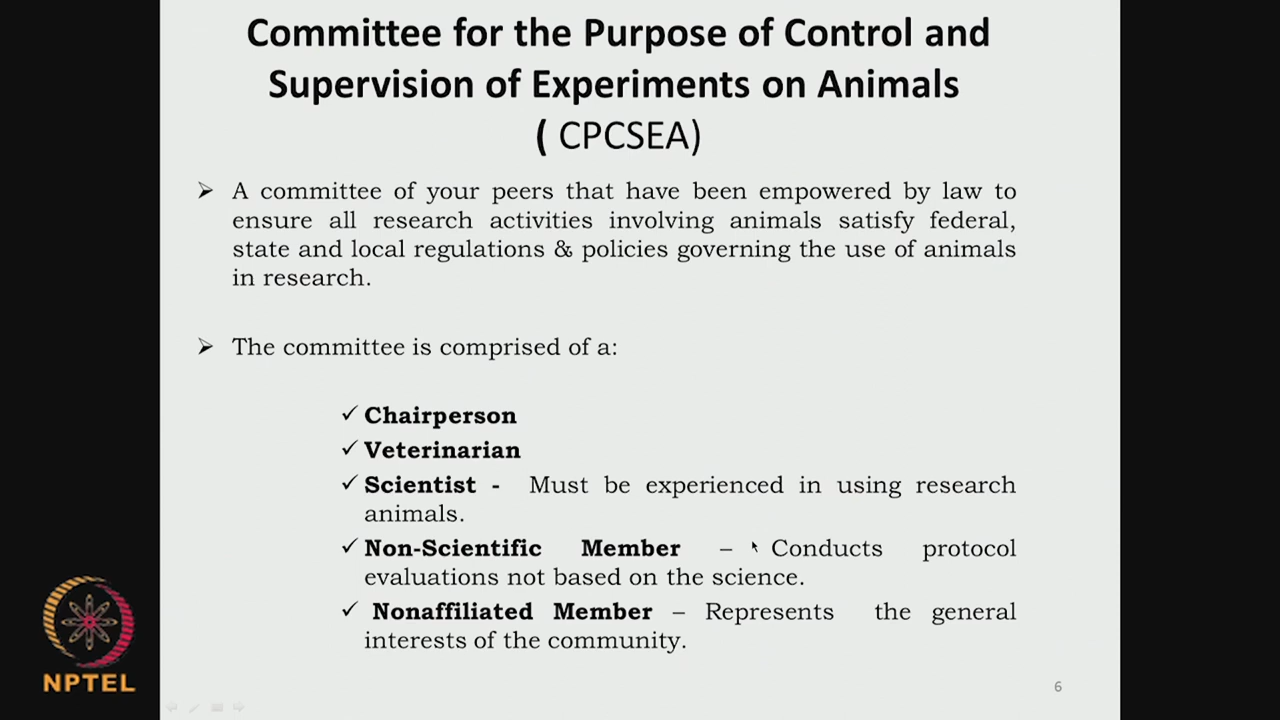 Committee for the Purpose of Control and
Supervision of Experiments on Animals
( CPCSEA)
➢ A committee of your peers that have been empowered by law to
ensure all research activities involving animals satisfy federal,
state and local regulations & policies governing the use of animals
in research.
➢ The committee is comprised of a:
✓ Chairperson
✓ Veterinarian
✓ Scientist - Must be experienced in using research
animals.
✓ Non-Scientific Member – Conducts protocol
evaluations not based on the science.
✓ Nonaffiliated Member – Represents the general
interests of the community.
NPTEL
6